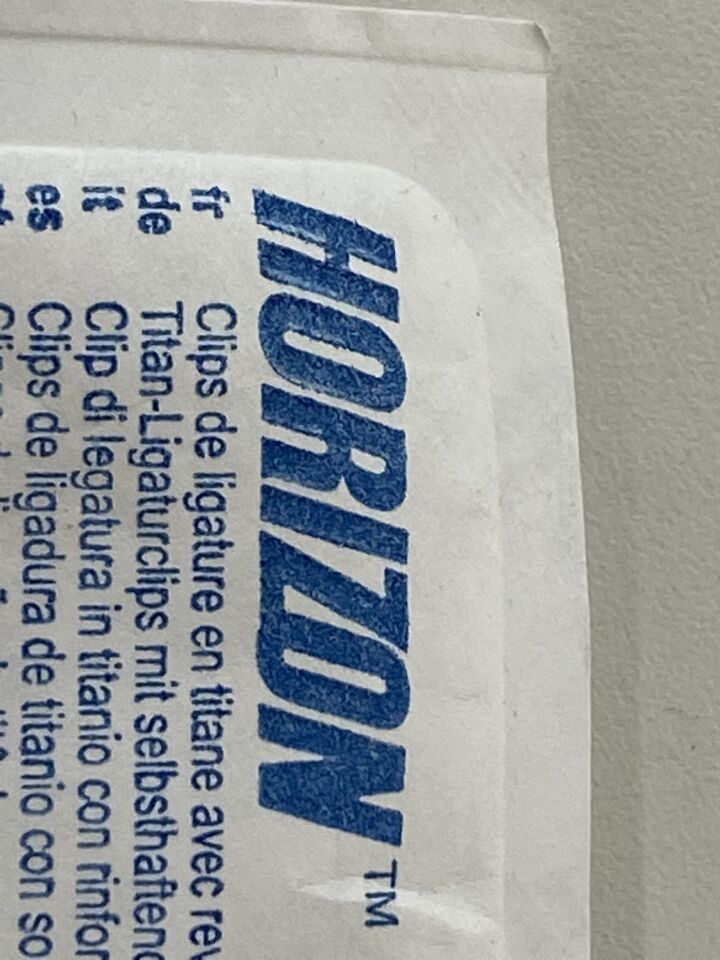 HORIZON™
fr Clips de ligature en titane avec
de Titan-Ligaturclips mit
it Clip di legatura in titanio con
es Clips de ligadura de titanio con